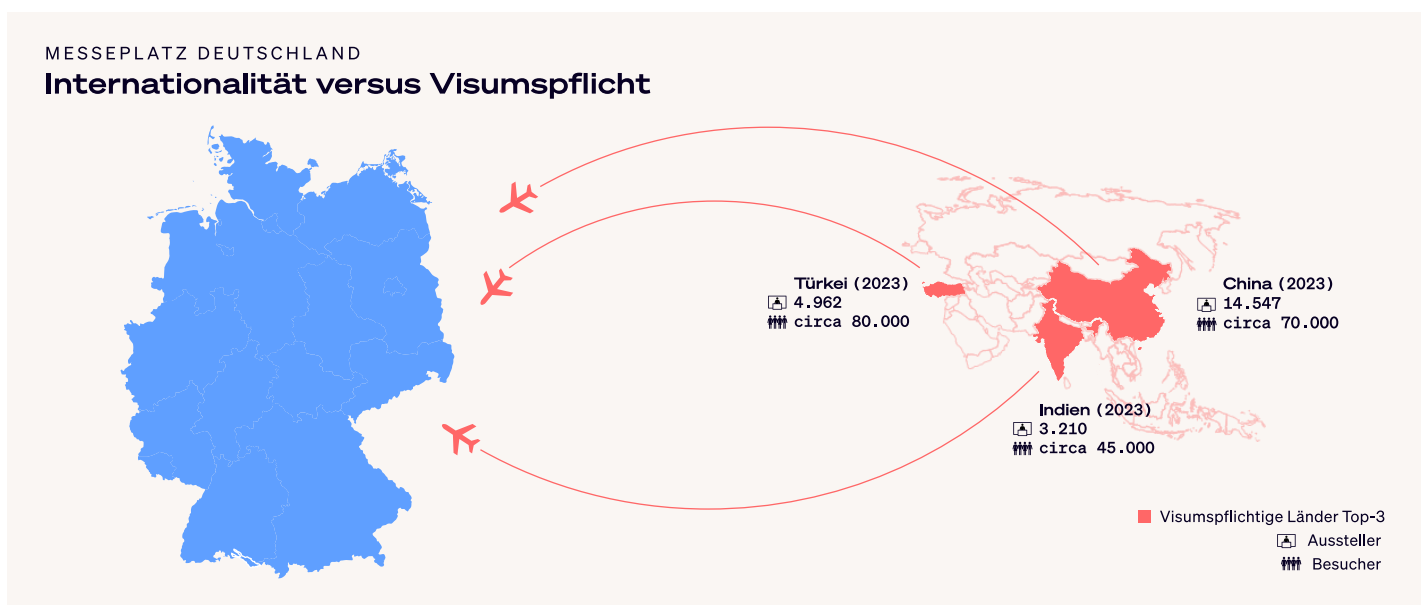 MESSEPLATZ DEUTSCHLAND
Internationalität versus Visumspflicht
Türkei (2023)
4.962
circa 80.000
China (2023)
14.547
circa 70.000
Indien (2023)
3.210
circa 45.000
Visumspflichtige Länder Top-3
Aussteller
Besucher